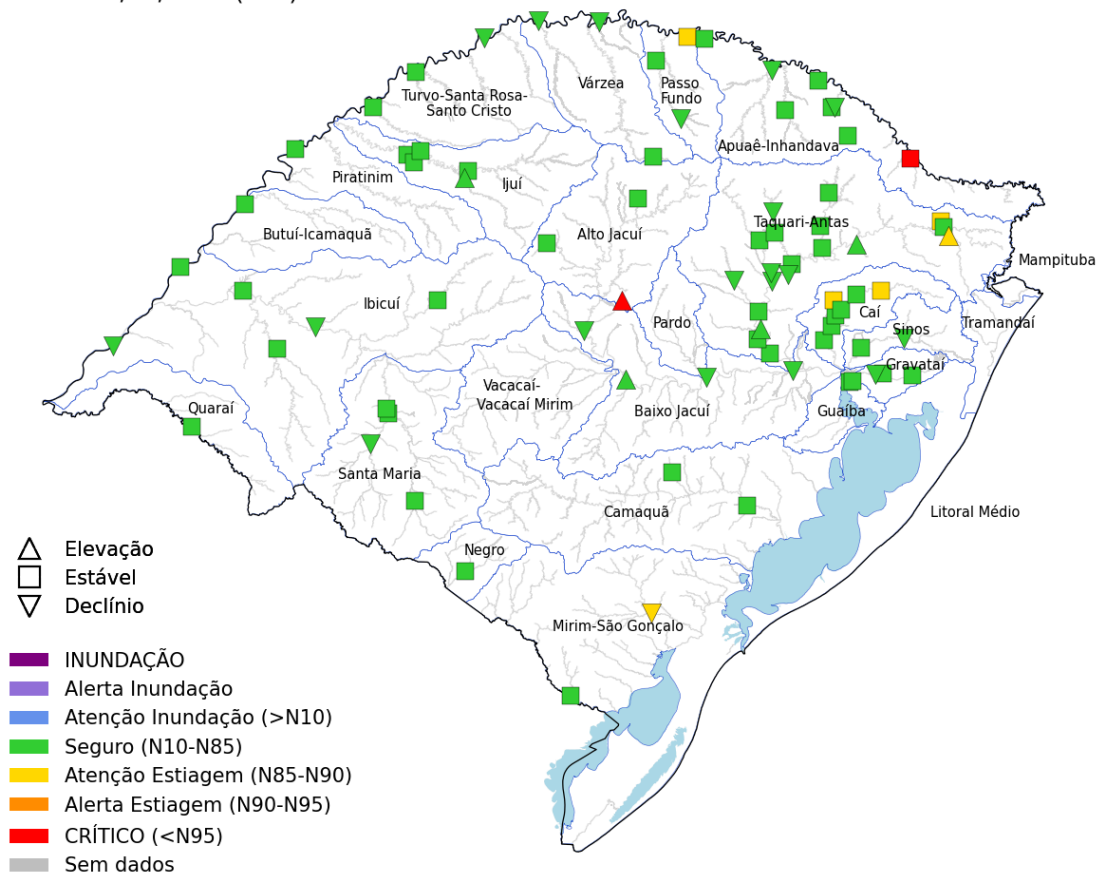 Turvo-Santa Rosa-
Santo Cristo
Várzea
Passo
Fundo
Apuaê-Inhandava
Piratinim
Ijuí
Butuí-Icamaquã
Alto Jacuí
Taquari-Antas
Mampituba
Ibicuí
Pardo
Caí
Sinos
Tramandaí
Gravataí
Quaraí
Vacacaí-
Vacacaí Mirim
Baixo Jacuí
Guaíba
Santa Maria
Camaquã
Litoral Médio
Negro
Mirim-São Gonçalo
Elevação
Estável
Declínio
INUNDAÇÃO
Alerta Inundação
Atenção Inundação (>N10)
Seguro (N10-N85)
Atenção Estiagem (N85-N90)
Alerta Estiagem (N90-N95)
CRÍTICO (<N95)
Sem dados